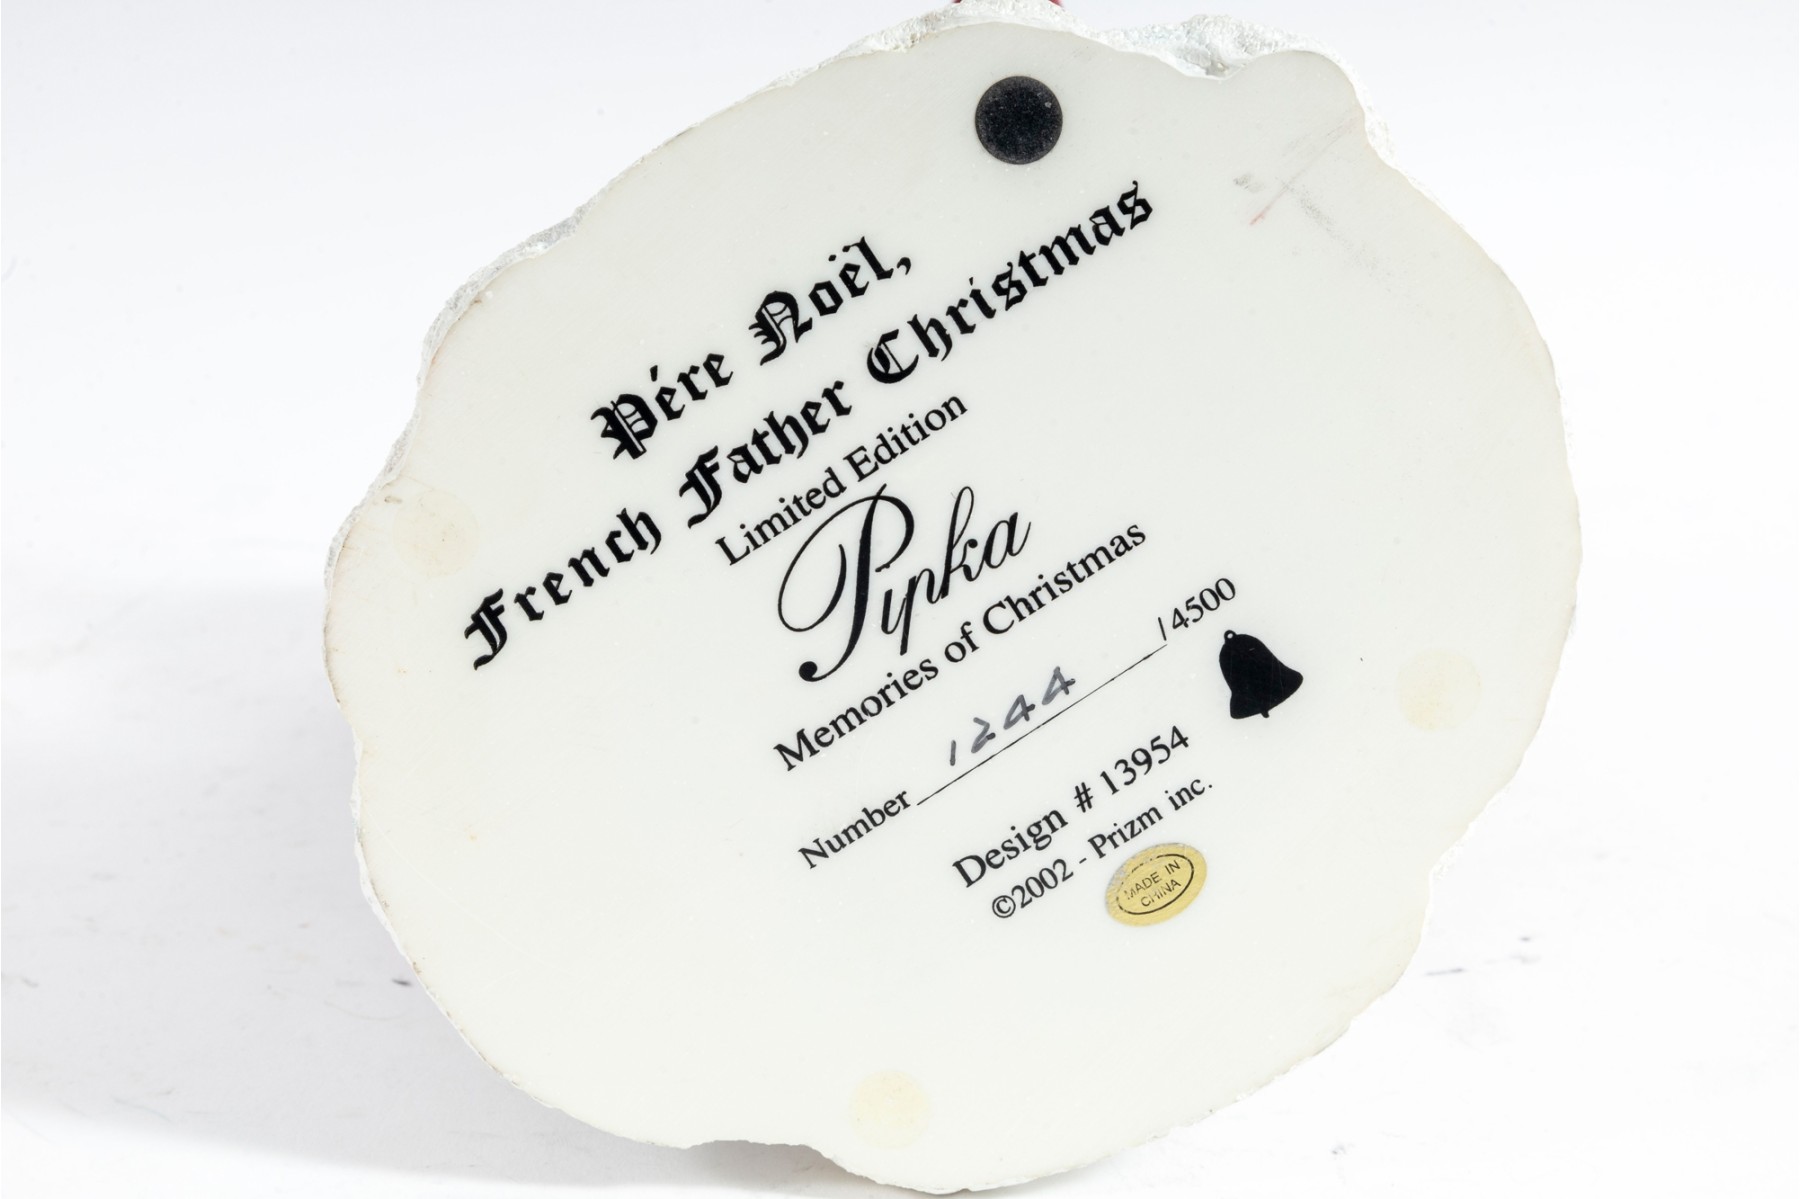 Pére Noël,
French Father Christmas
Limited Edition
Pipka
Memories of Christmas
Number 1244 /4500
Design # 13954
©2002 - Prizm inc.
MADE IN
CHINA